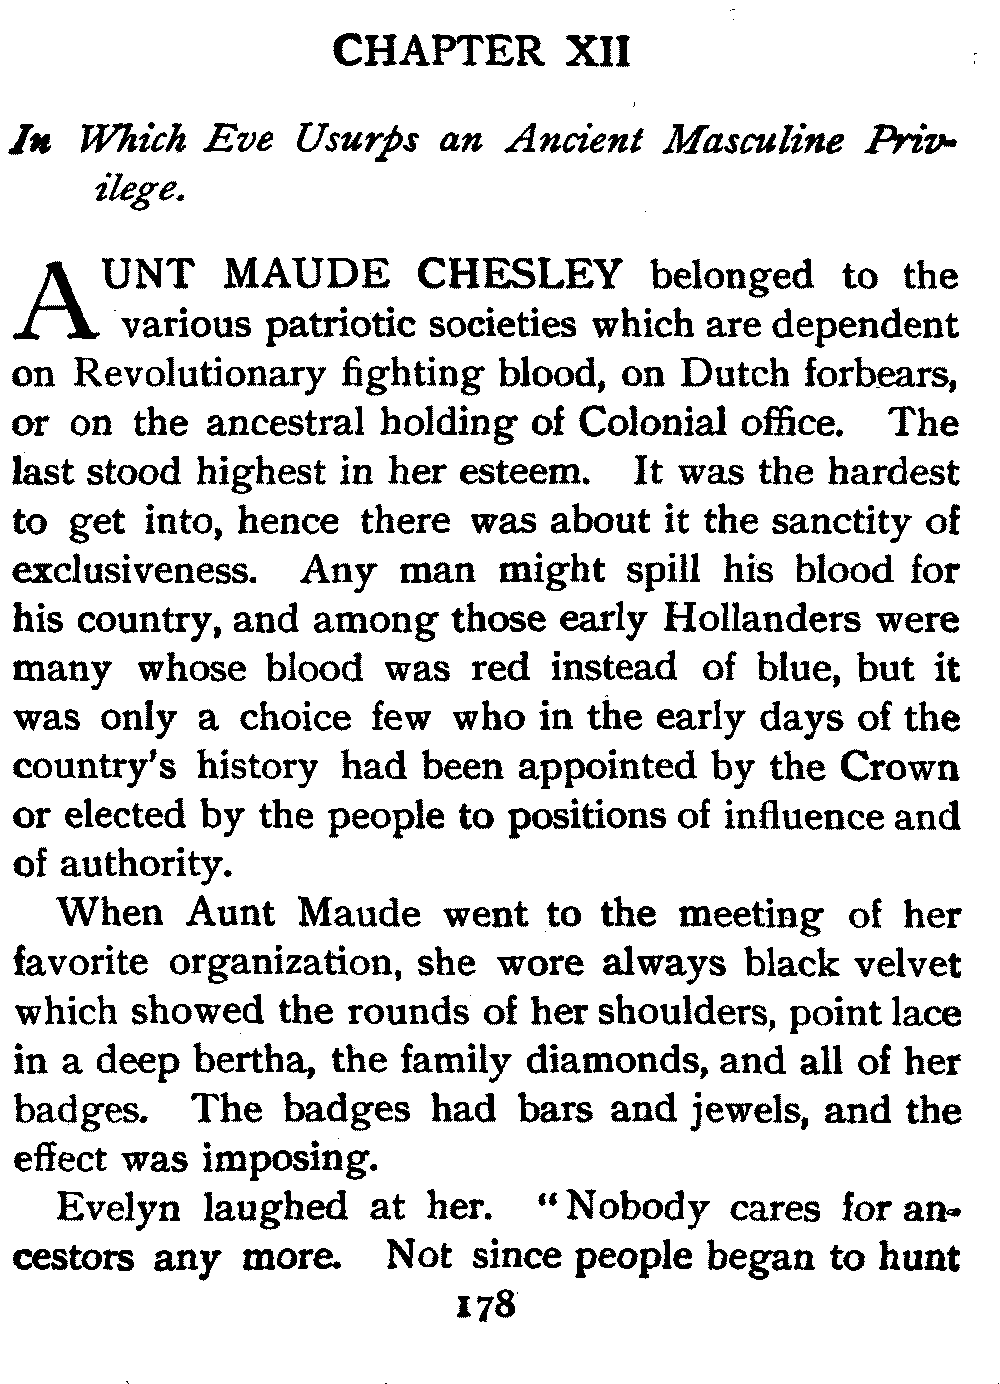 CHAPTER XII
In Which Eve Usurps an Ancient Masculine Priv-
ilege.
AUNT MAUDE CHESLEY belonged to the
various patriotic societies which are dependent
on Revolutionary fighting blood, on Dutch forbears,
or on the ancestral holding of Colonial office. The
last stood highest in her esteem. It was the hardest
to get into, hence there was about it the sanctity of
exclusiveness. Any man might spill his blood for
his country, and among those early Hollanders were
many whose blood was red instead of blue, but it
was only a choice few who in the early days of the
country's history had been appointed by the Crown
or elected by the people to positions of influence and
of authority.
When Aunt Maude went to the meeting of her
favorite organization, she wore always black velvet
which showed the rounds of her shoulders, point lace
in a deep bertha, the family diamonds, and all of her
badges. The badges had bars and jewels, and the
effect was imposing.
Evelyn laughed at her. “Nobody cares for an-
cestors any more. Not since people began to hunt
178